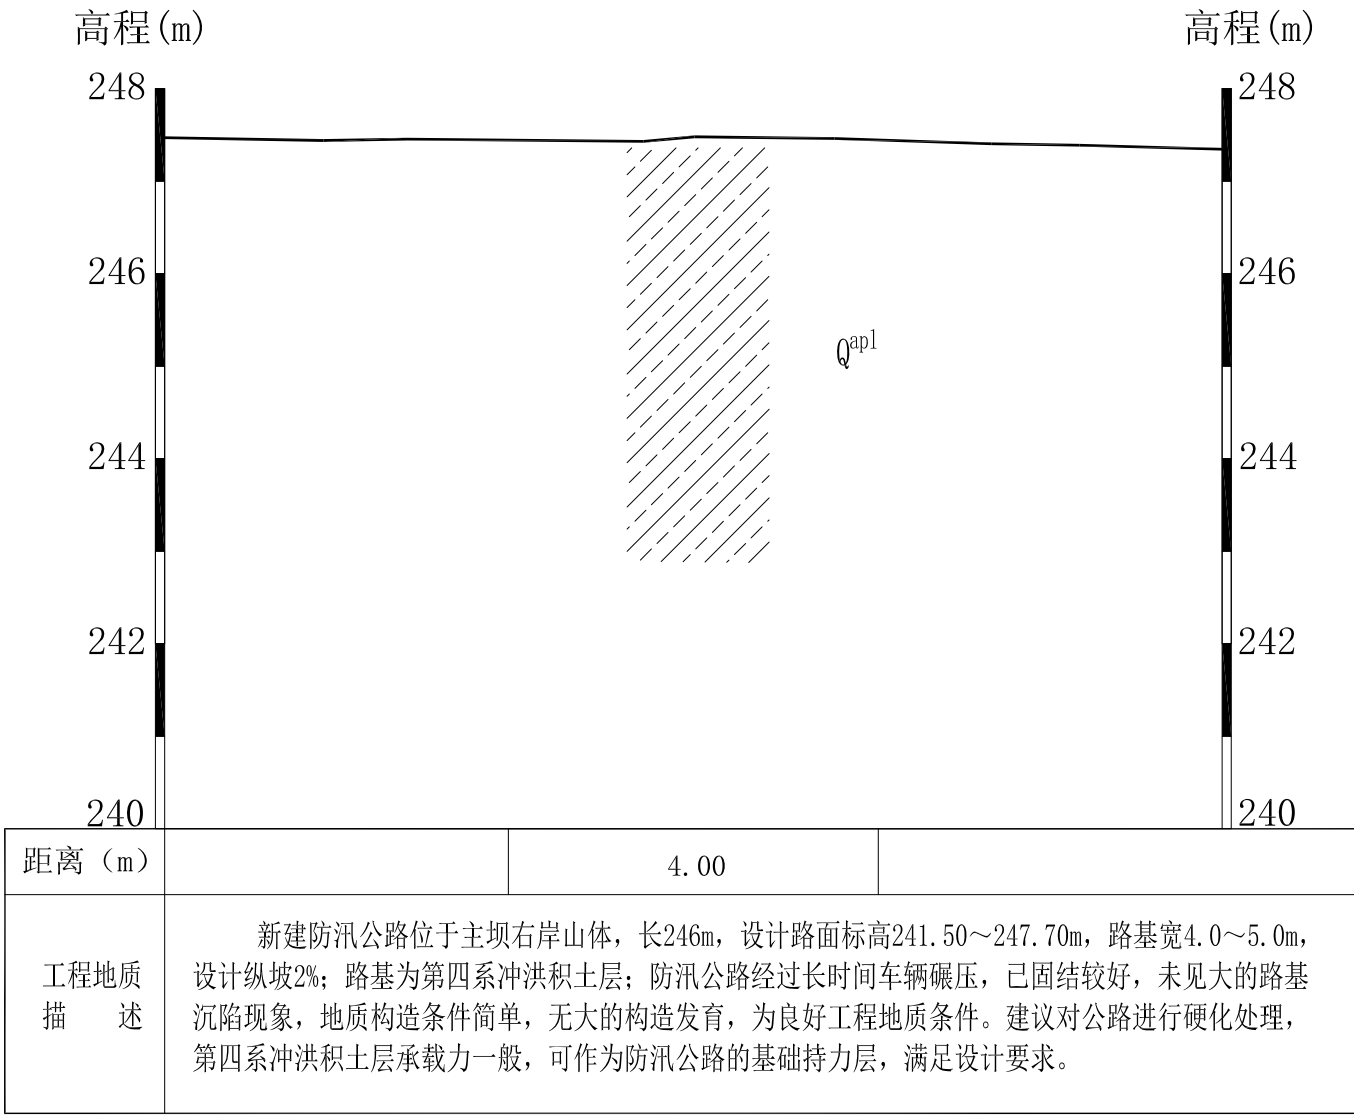 高程(m)
高程(m)
248
248
246
246
Qapl
244
244
242
242
240
240
距离（m）
4.00
工程地质
描 述
新建防汛公路位于主坝右岸山体，长246m，设计路面标高241.50～247.70m，路基宽4.0～5.0m，
设计纵坡2%；路基为第四系冲洪积土层；防汛公路经过长时间车辆碾压，已固结较好，未见大的路基
沉陷现象，地质构造条件简单，无大的构造发育，为良好工程地质条件。建议对公路进行硬化处理，
第四系冲洪积土层承载力一般，可作为防汛公路的基础持力层，满足设计要求。